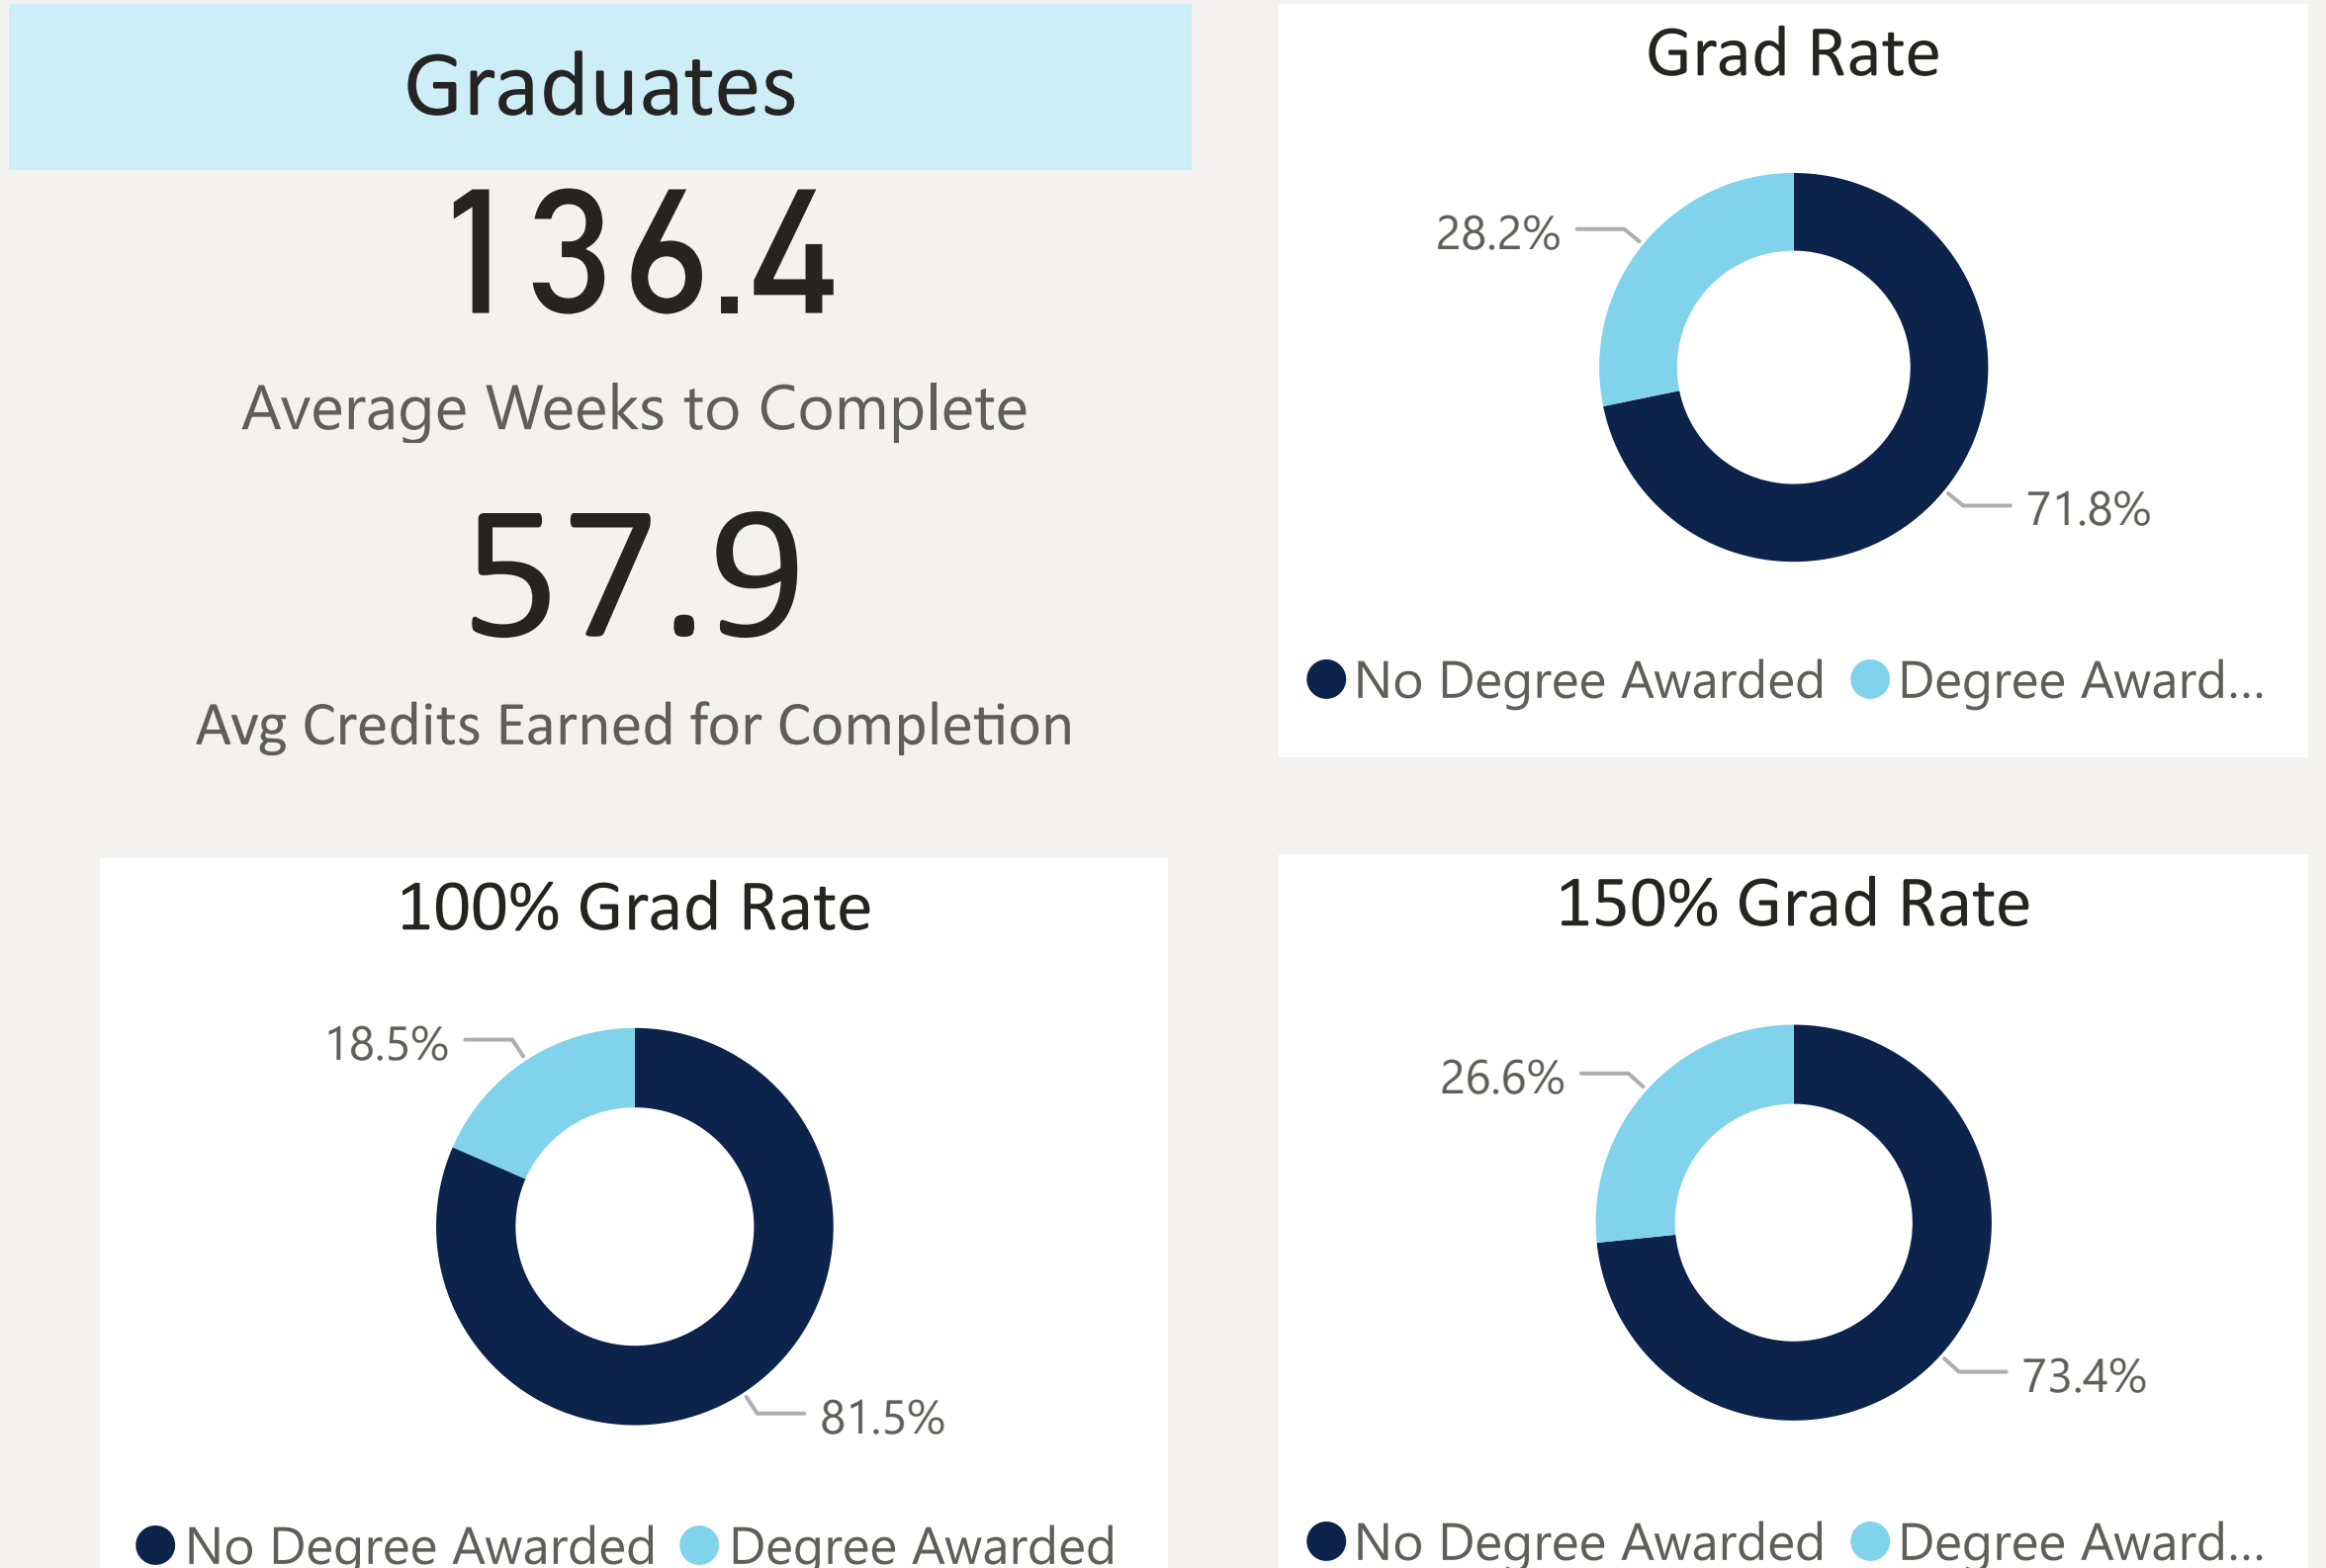 Graduates
136.4
Average Weeks to Complete
57.9
Avg Credits Earned for Completion
Grad Rate
28.2%
71.8%
No Degree Awarded Degree Award...
100% Grad Rate
18.5%
81.5%
No Degree Awarded Degree Awarded
150% Grad Rate
26.6%
73.4%
No Degree Awarded Degree Award...